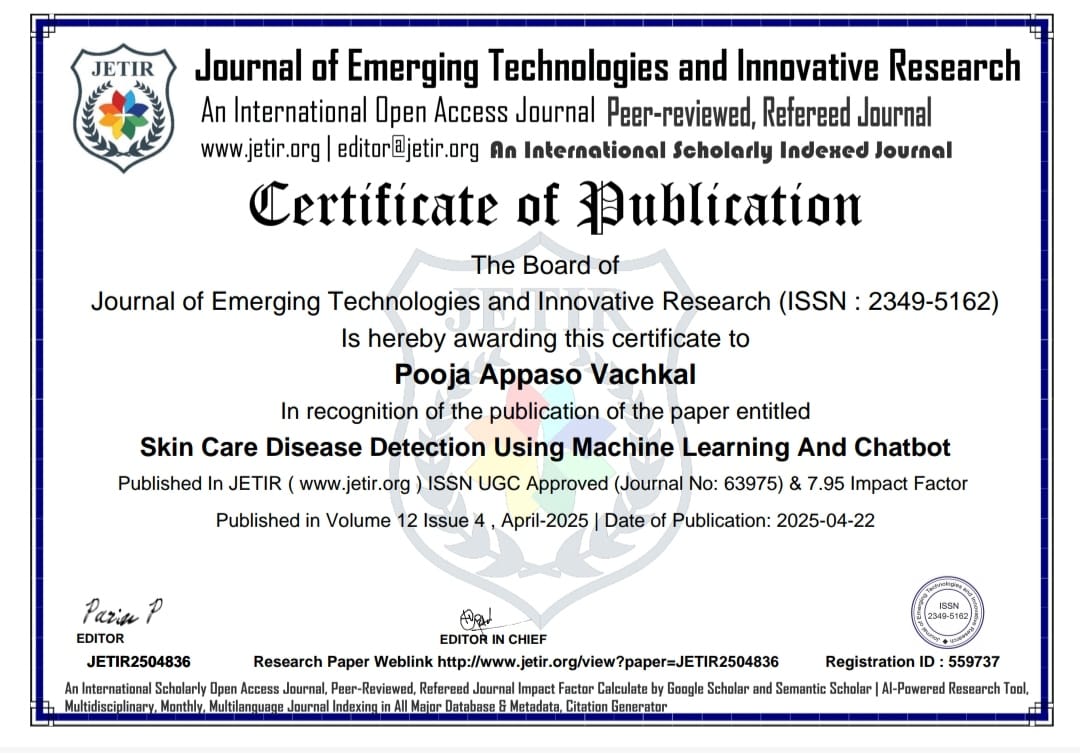 JETIR
Journal of Emerging Technologies and Innovative Research
An International Open Access Journal Peer-reviewed, Refereed Journal
www.jetir.org | editor@jetir.org An International Scholarly Indexed Journal
Certificate of Publication
The Board of
Journal of Emerging Technologies and Innovative Research (ISSN : 2349-5162)
Is hereby awarding this certificate to
Pooja Appaso Vachkal
In recognition of the publication of the paper entitled
Skin Care Disease Detection Using Machine Learning And Chatbot
Published In JETIR ( www.jetir.org ) ISSN UGC Approved (Journal No: 63975) & 7.95 Impact Factor
Published in Volume 12 Issue 4 , April-2025 | Date of Publication: 2025-04-22
EDITOR
EDITOR IN CHIEF
Journal of Emerging Technologies and Innovative Research
ISSN
2349-5162
JETIR2504836 Research Paper Weblink http://www.jetir.org/view?paper=JETIR2504836 Registration ID : 559737
An International Scholarly Open Access Journal, Peer-Reviewed, Refereed Journal Impact Factor Calculate by Google Scholar and Semantic Scholar | AI-Powered Research Tool,
Multidisciplinary, Monthly, Multilanguage Journal Indexing in All Major Database & Metadata, Citation Generator
JETIR